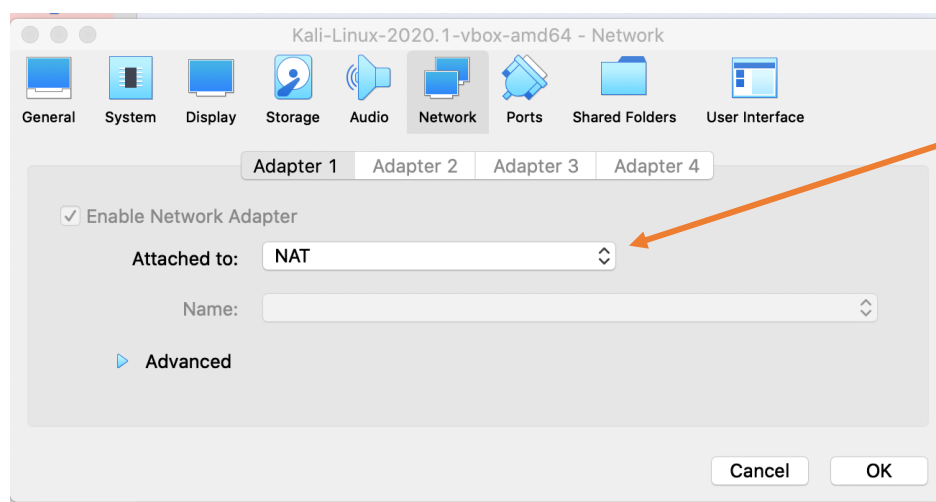 Kali-Linux-2020.1-vbox-amd64 - Network
General System Display Storage Audio Network Ports Shared Folders User Interface
Adapter 1 Adapter 2 Adapter 3 Adapter 4
Enable Network Adapter
Attached to: NAT
Name:
Advanced
Cancel OK